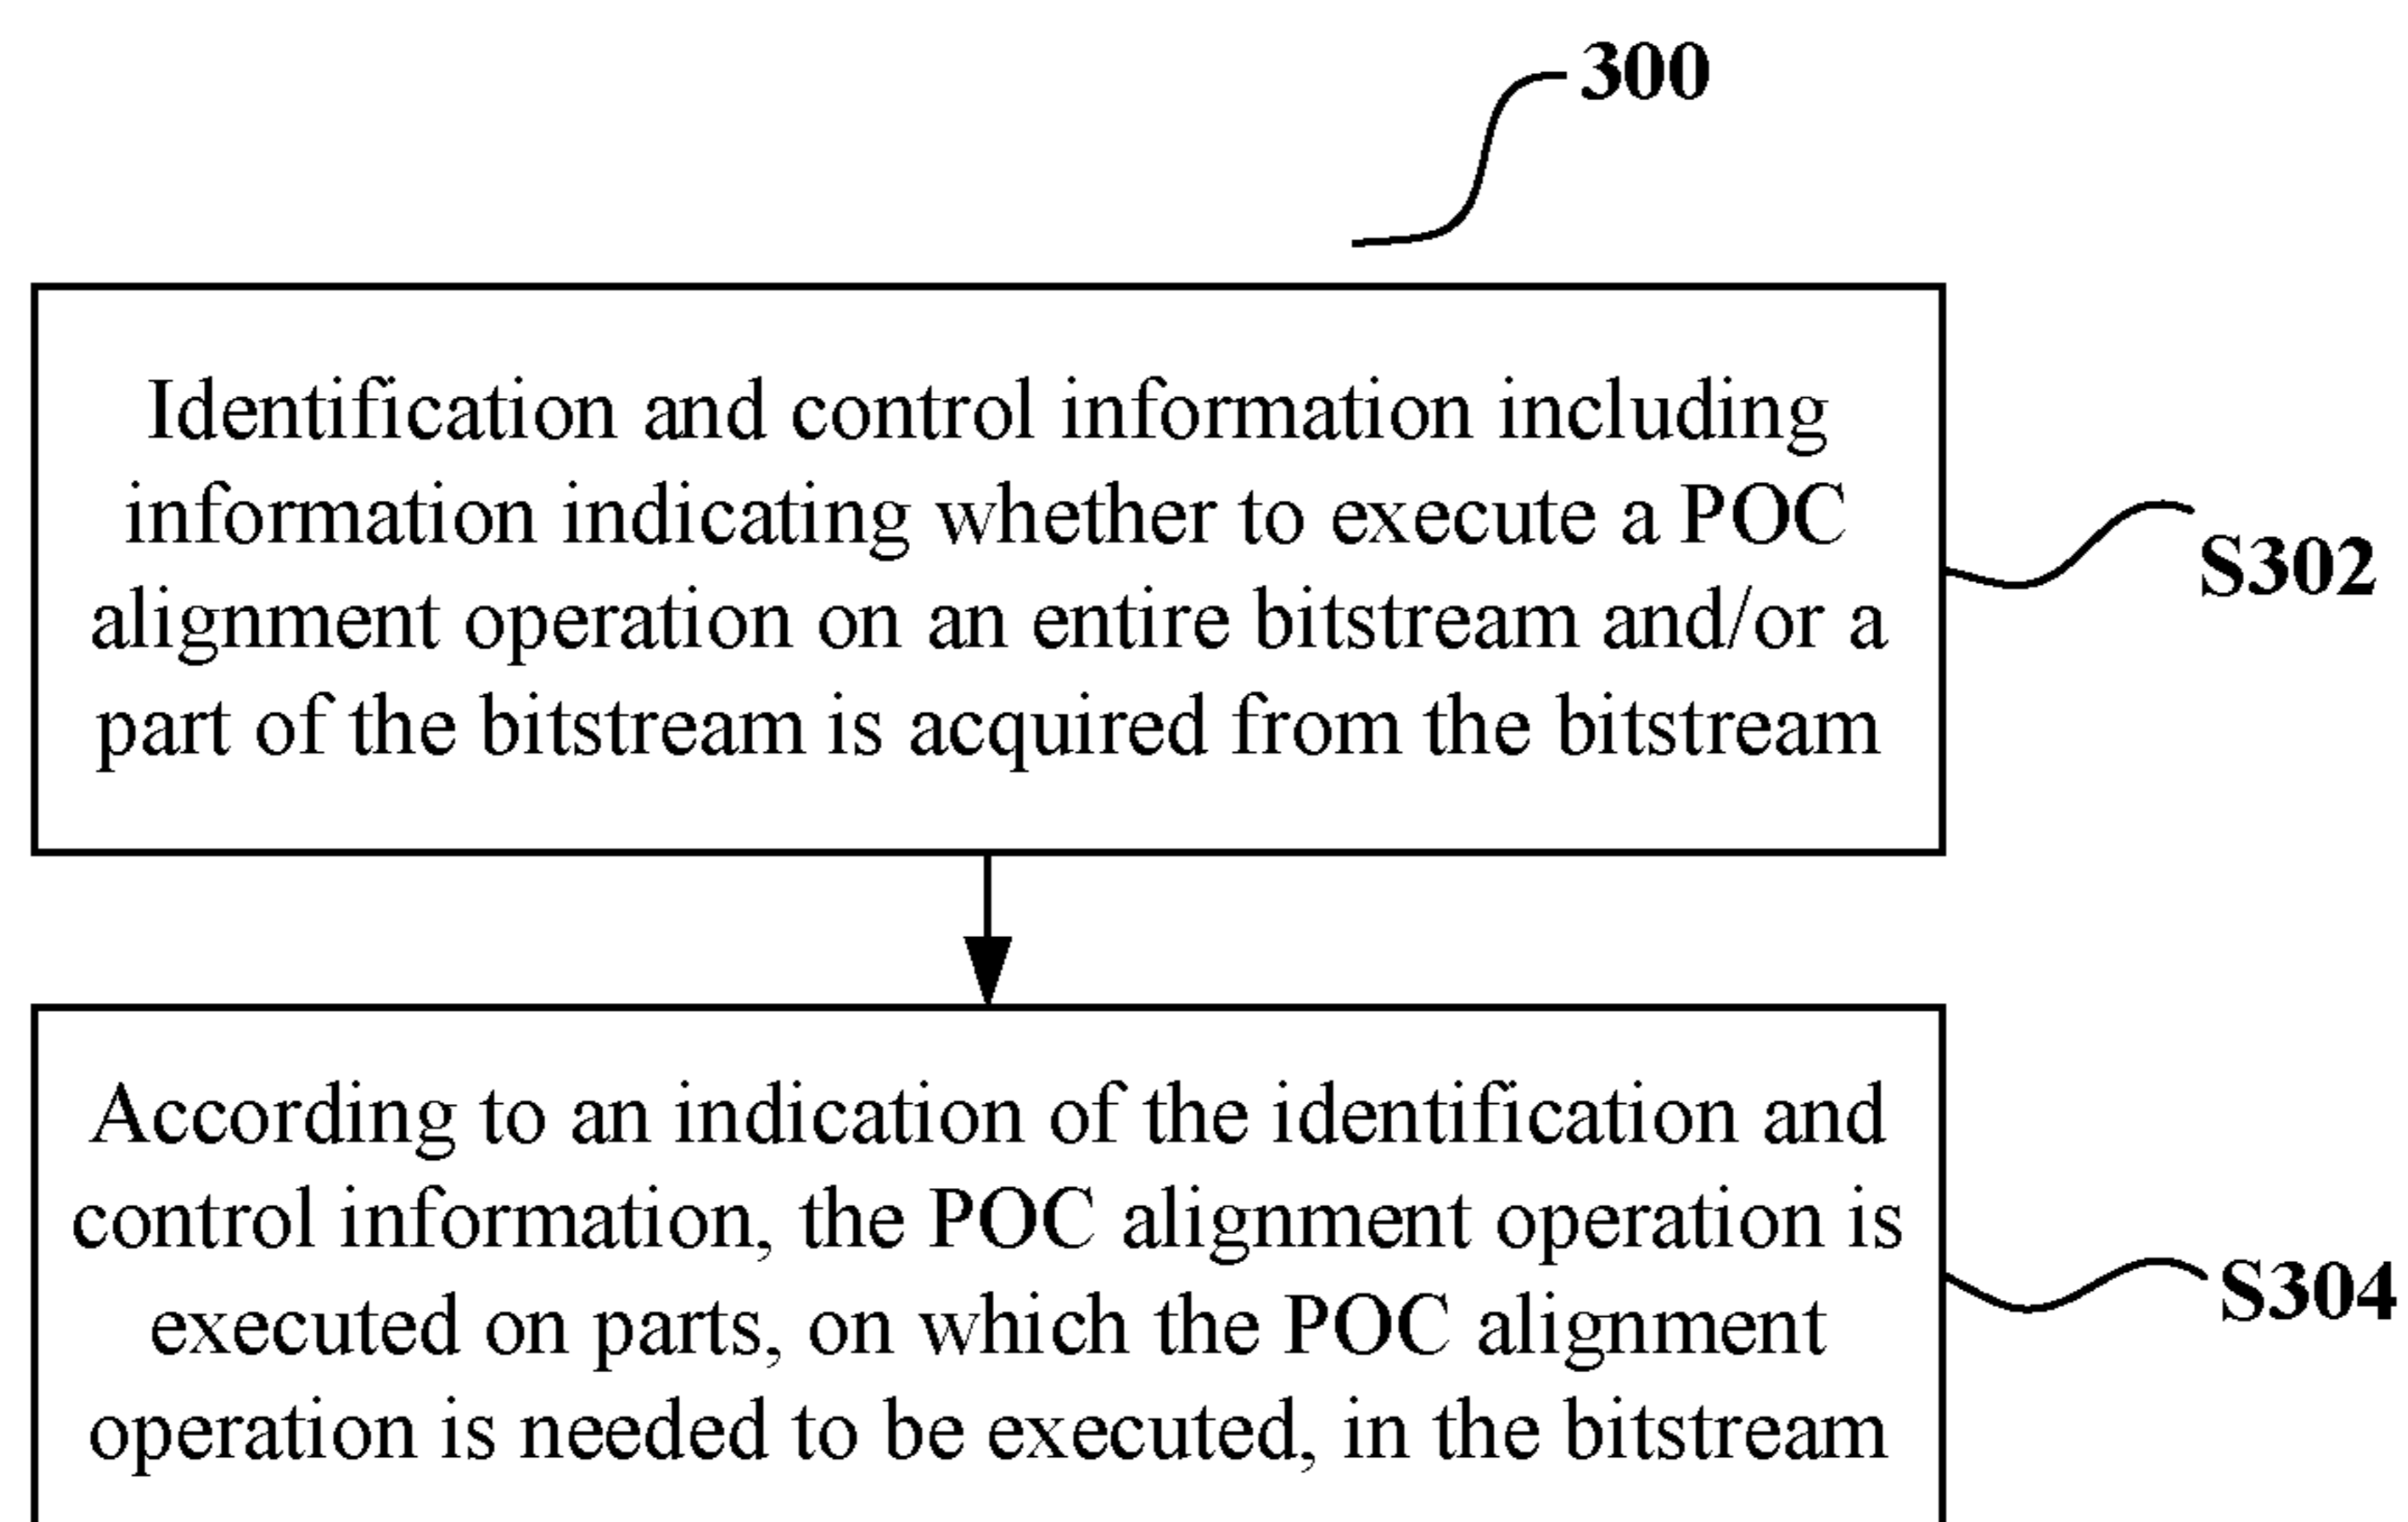 300
Identification and control information including
information indicating whether to execute a POC
alignment operation on an entire bitstream and/or a
part of the bitstream is acquired from the bitstream
S302
According to an indication of the identification and
control information, the POC alignment operation is
executed on parts, on which the POC alignment
operation is needed to be executed, in the bitstream
S304